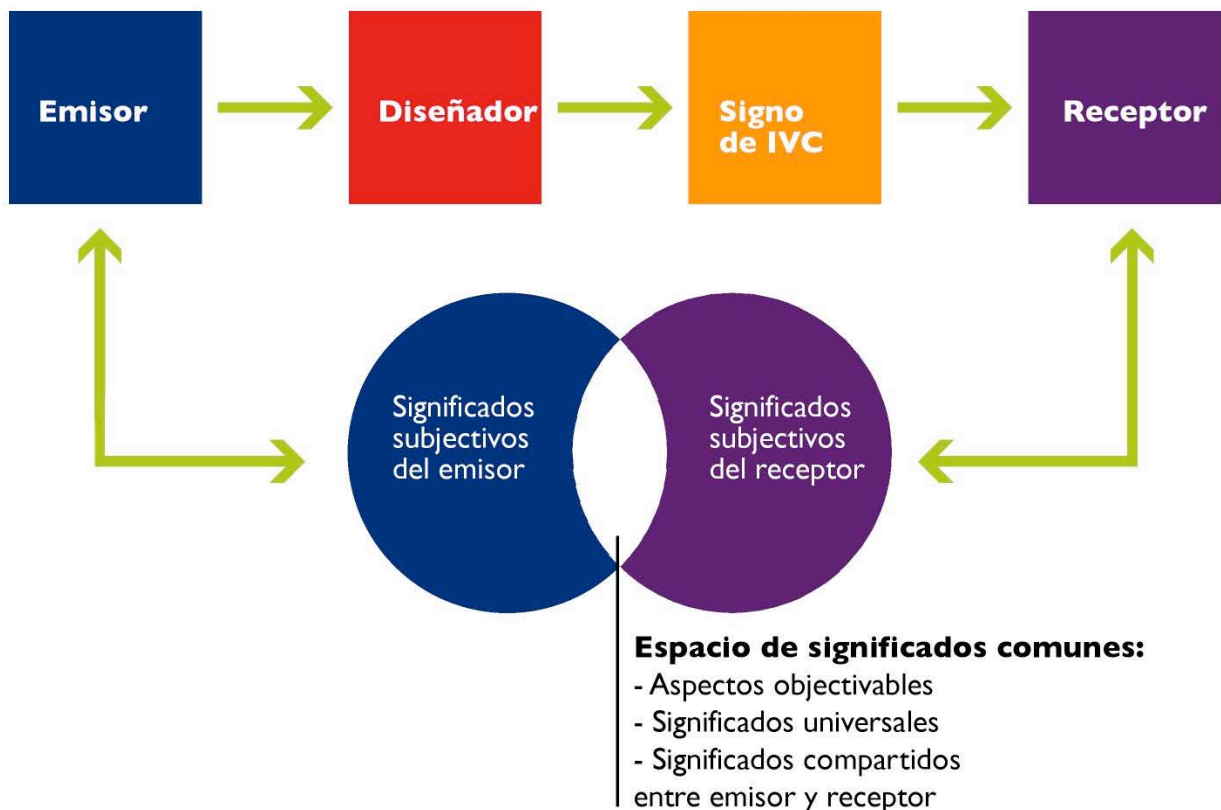 Emisor
Diseñador
Signo
de IVC
Receptor
Significados
subjectivos
del emisor
Significados
subjectivos
del receptor
Espacio de significados comunes:
- Aspectos objectivables
- Significados universales
- Significados compartidos
entre emisor y receptor